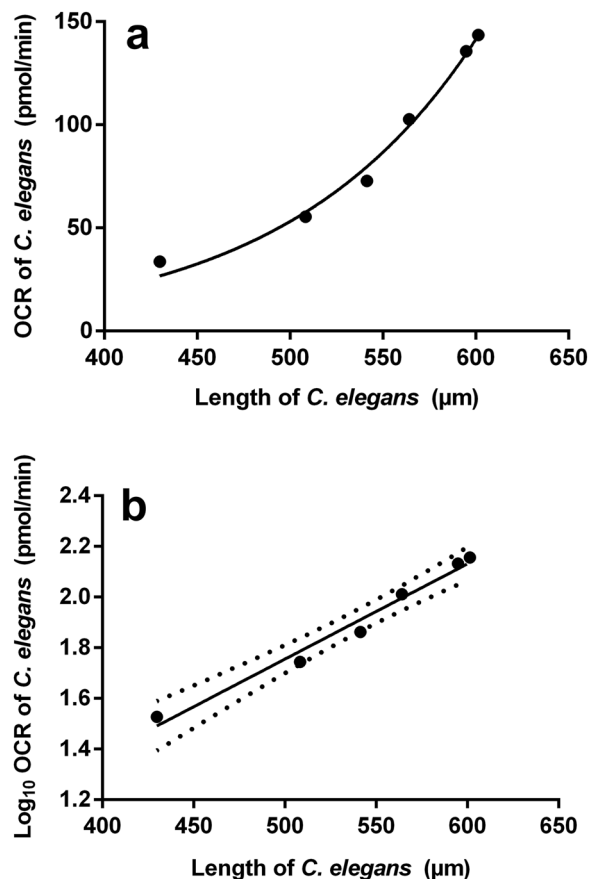 a
OCR of C. elegans (pmol/min)
150
100
50
0
400 450 500 550 600 650
Length of C. elegans (µm)
b
Log10 OCR of C. elegans (pmol/min)
2.4
2.2
2.0
1.8
1.6
1.4
1.2
400 450 500 550 600 650
Length of C. elegans (µm)